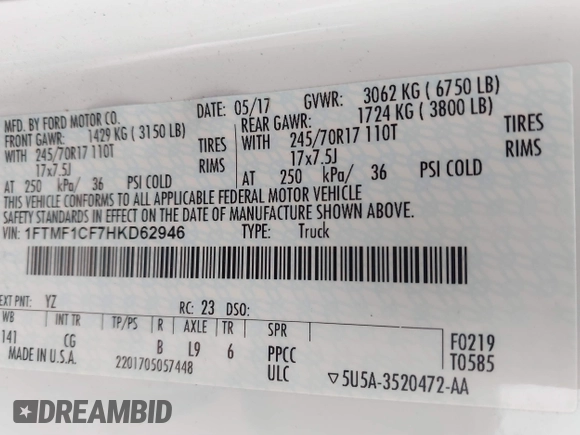 MFD. BY FORD MOTOR CO.
DATE: 05/17
GVWR: 3062 KG ( 6750 LB)
FRONT GAWR: 1429 KG ( 3150 LB)
REAR GAWR: 1724 KG ( 3800 LB)
WITH 245/70R17 110T TIRES
WITH 245/70R17 110T TIRES
17x7.5J RIMS
17x7.5J RIMS
AT 250 kPa/ 36 PSI COLD
AT 250 kPa/ 36 PSI COLD
THIS VEHICLE CONFORMS TO ALL APPLICABLE FEDERAL MOTOR VEHICLE
SAFETY STANDARDS IN EFFECT ON THE DATE OF MANUFACTURE SHOWN ABOVE.
VIN: 1FTMF1CF7HKD62946
TYPE: Truck
EXT PNT: YZ
RC: 23 DSO:
WB INT TR TP/PS R AXLE TR SPR
141 CG B L9 6 PPCC
F0219
T0585
MADE IN U.S.A.
2201705057448
ULC
▽5U5A-3520472-AA
DREAMBID